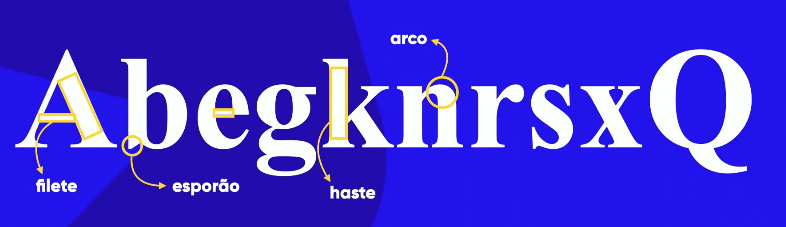 arco
AbegknrsxQ
filete
esporão
haste